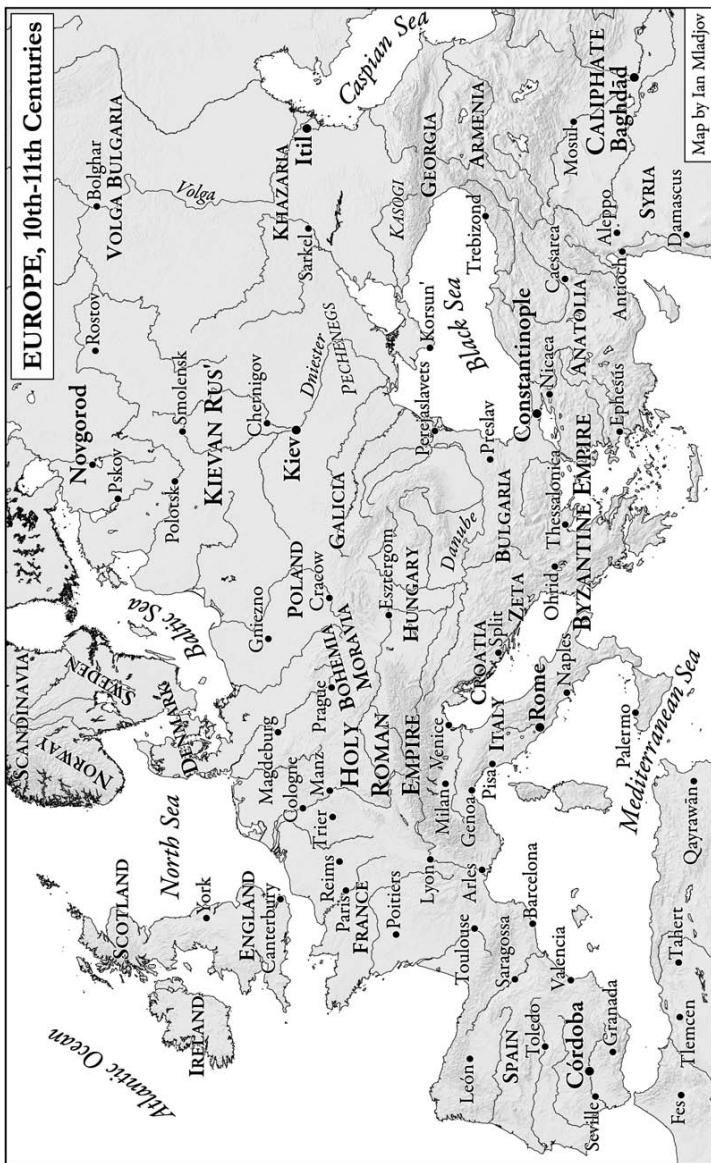 EUROPE, 10th-11th Centuries
SCANDINAVIA
NORWAY
SWEDEN
DENMARK
Baltic Sea
North Sea
Atlantic Ocean
SCOTLAND
IRELAND
York
ENGLAND
Canterbury
Novgorod
Pskov
Rostov
Bolghar
VOLGA BULGARIA
Volga
Polotsk
Smolensk
KIEVAN RUS'
Chernigov
Kiev
Dniester
PECHENEGS
KHAZARIA
Sarkel
Itil
Caspian Sea
Gniezno
POLAND
Cracow
GALICIA
Magdeburg
Cologne
Manz
Trier
Prague
BOHEMIA
MORAVIA
HOLY
ROMAN
EMPIRE
Reims
Paris
FRANCE
Poitiers
Lyon
Arles
Toulouse
Esztergom
HUNGARY
Danube
Venice
Milan
Genoa
Pisa
ITALY
Rome
Naples
Palermo
CROATIA
Split
ZETA
Ohrid
BULGARIA
Preslav
Perejaslavets
Korsun'
Black Sea
KASOGI
GEORGIA
ARMENIA
Trebizond
Constantinople
Nicaea
Thessalonica
BYZANTINE EMPIRE
Ephesus
ANATOLIA
Caesarea
Antioch
Aleppo
SYRIA
Damascus
Mosul
CALIPHATE
Baghdād
León
SPAIN
Toledo
Saragossa
Barcelona
Valencia
Córdoba
Granada
Seville
Mediterranean Sea
Fes
Tlemcen
Tahert
Qayrawān
Map by Ian Mladjov